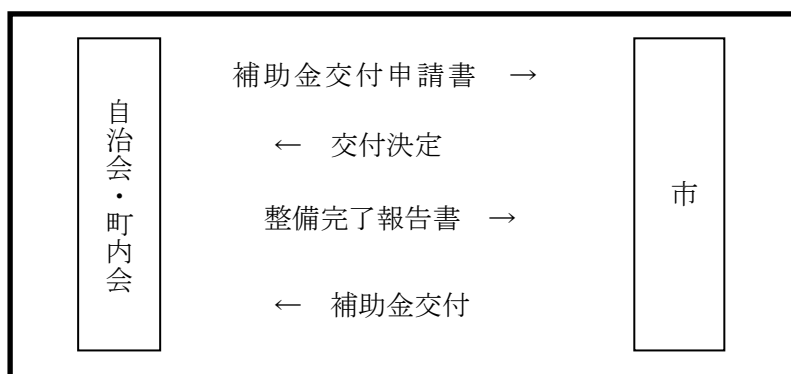 自治会・町内会
補助金交付申請書 →
← 交付決定
整備完了報告書 →
← 補助金交付
市